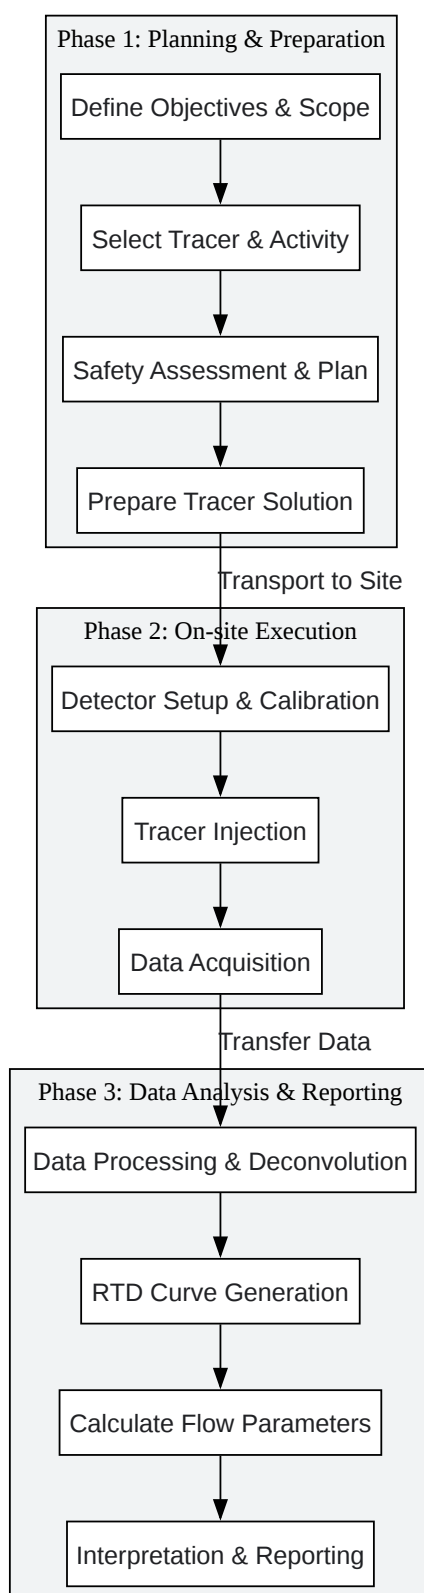 Phase 1: Planning & Preparation
Define Objectives & Scope
Select Tracer & Activity
Safety Assessment & Plan
Prepare Tracer Solution
Transport to Site
Phase 2: On-site Execution
Detector Setup & Calibration
Tracer Injection
Data Acquisition
Transfer Data
Phase 3: Data Analysis & Reporting
Data Processing & Deconvolution
RTD Curve Generation
Calculate Flow Parameters
Interpretation & Reporting